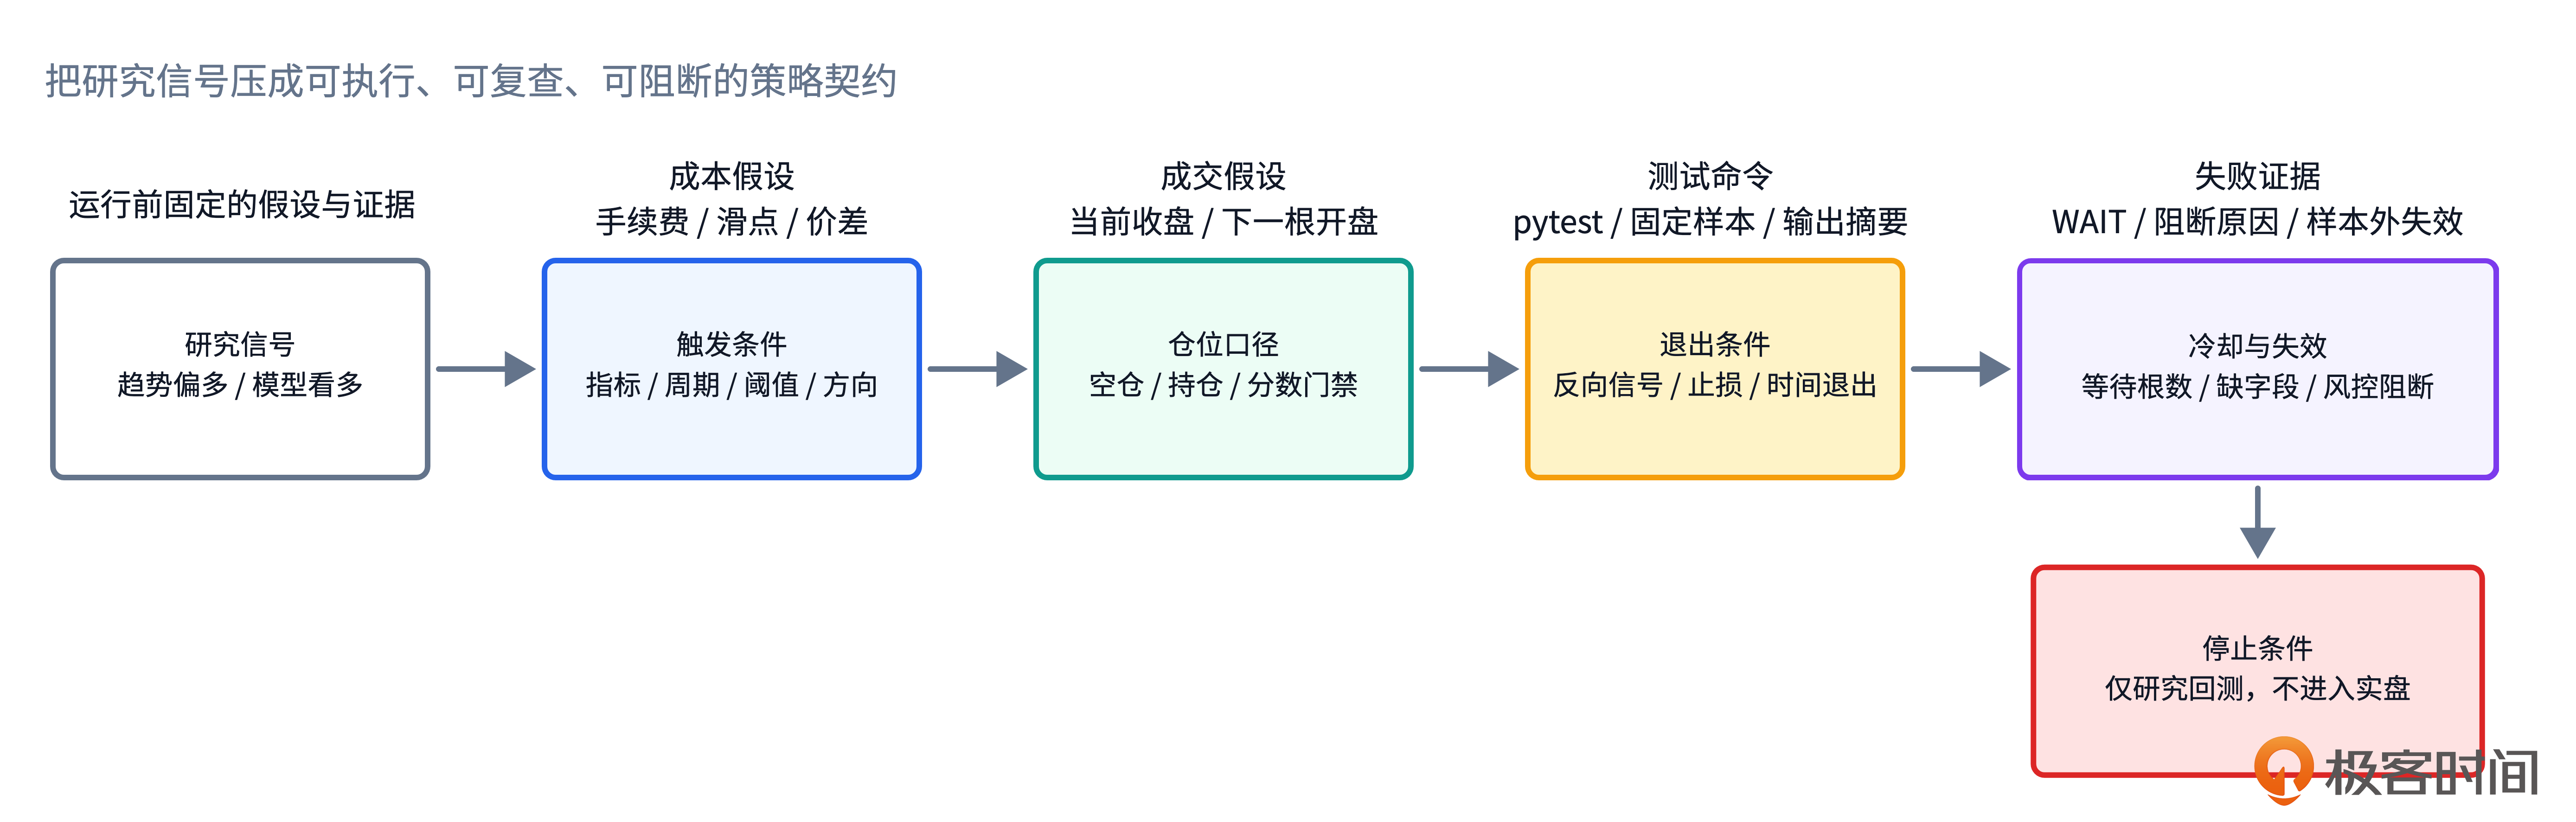 把研究信号压成可执行、可复查、可阻断的策略契约
运行前固定的假设与证据
成本假设
手续费 / 滑点 / 价差
成交假设
当前收盘 / 下一根开盘
测试命令
pytest / 固定样本 / 输出摘要
失败证据
WAIT / 阻断原因 / 样本外失效
研究信号
趋势偏多 / 模型看多
触发条件
指标 / 周期 / 阈值 / 方向
仓位口径
空仓 / 持仓 / 分数门禁
退出条件
反向信号 / 止损 / 时间退出
冷却与失效
等待根数 / 缺字段 / 风控阻断
停止条件
仅研究回测，不进入实盘
极客时间